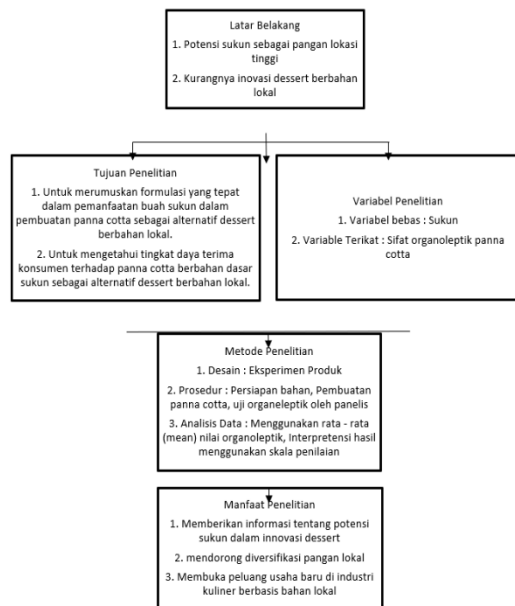 Latar Belakang
1. Potensi sukun sebagai pangan lokasi
tinggi
2. Kurangnya inovasi dessert berbahan
lokal
Tujuan Penelitian
1. Untuk merumuskan formulasi yang tepat
dalam pemanfaatan buah sukun dalam
pembuatan panna cotta sebagai alternatif dessert
berbahan lokal.
2. Untuk mengetahui tingkat daya terima
konsumen terhadap panna cotta berbahan dasar
sukun sebagai alternatif dessert berbahan lokal.
Variabel Penelitian
1. Variabel bebas : Sukun
2. Variable Terikat : Sifat organoleptik panna
cotta
Metode Penelitian
1. Desain : Eksperimen Produk
2. Prosedur : Persiapan bahan, Pembuatan
panna cotta, uji organeleptik oleh panelis
3. Analisis Data : Menggunakan rata - rata
(mean) nilai organoleptik, Interpretensi hasil
menggunakan skala penilaian
Manfaat Penelitian
1. Memberikan informasi tentang potensi
sukun dalam innovasi dessert
2. mendorong diversifikasi pangan lokal
3. Membuka peluang usaha baru di industri
kuliner berbasis bahan lokal